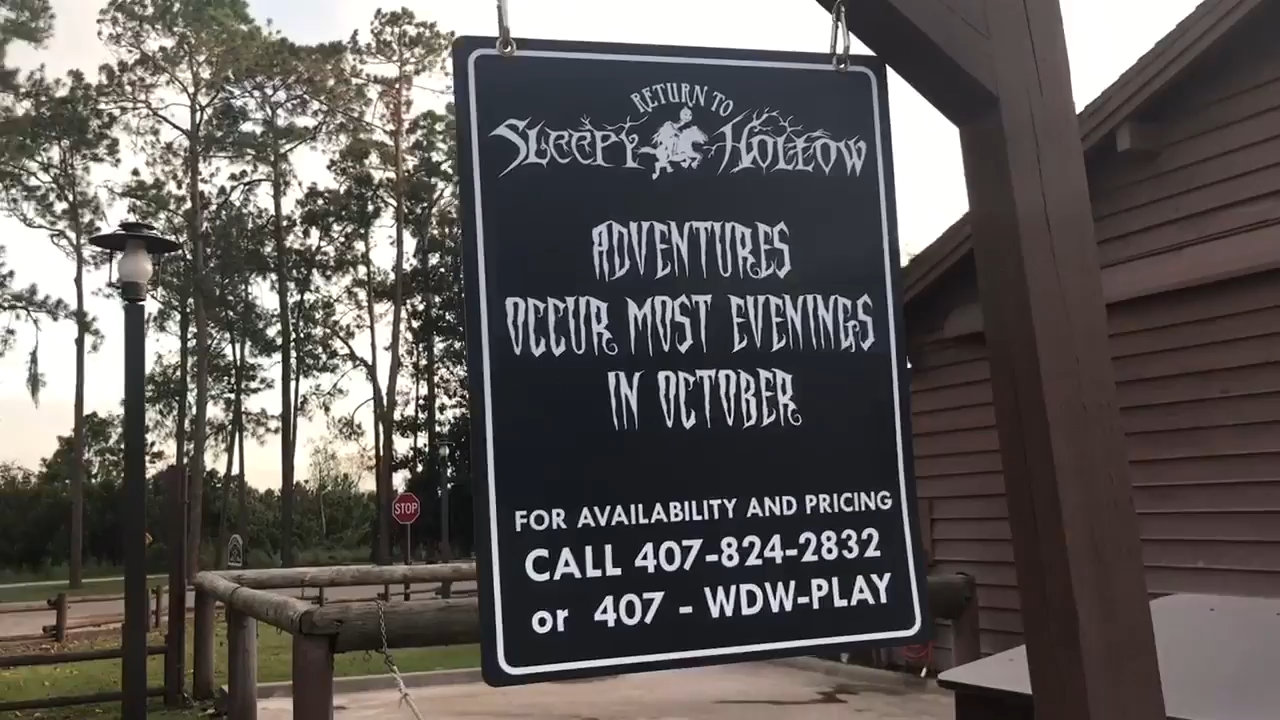 RETURN TO
SLEEPY HOLLOW
ADVENTURES
OCCUR MOST EVENINGS
IN OCTOBER
FOR AVAILABILITY AND PRICING
CALL 407-824-2832
or 407 - WDW-PLAY
STOP